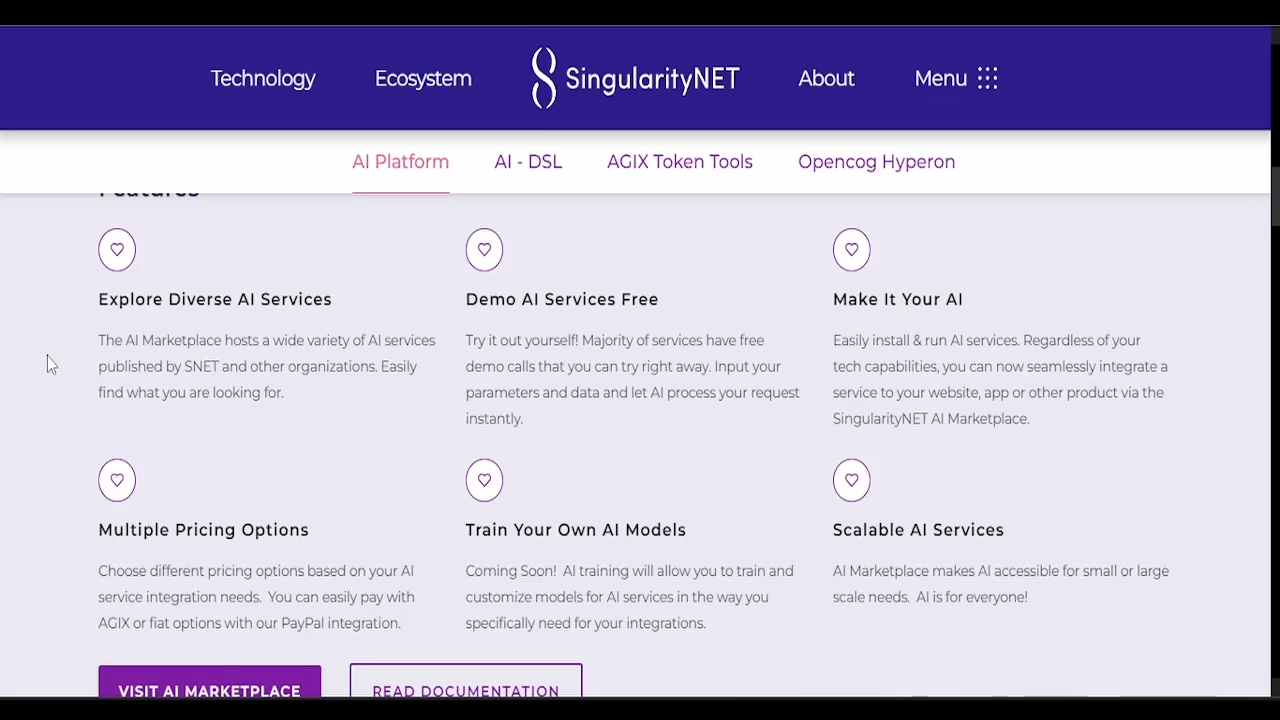 Technology
Ecosystem
SingularityNET
About
Menu
AI Platform
AI - DSL
AGIX Token Tools
Opencog Hyperon
Features
Explore Diverse AI Services
The AI Marketplace hosts a wide variety of AI services
published by SNET and other organizations. Easily
find what you are looking for.
Demo AI Services Free
Try it out yourself! Majority of services have free
demo calls that you can try right away. Input your
parameters and data and let AI process your request
instantly.
Make It Your AI
Easily install & run AI services. Regardless of your
tech capabilities, you can now seamlessly integrate a
service to your website, app or other product via the
SingularityNET AI Marketplace.
Multiple Pricing Options
Choose different pricing options based on your AI
service integration needs.  You can easily pay with
AGIX or fiat options with our PayPal integration.
Train Your Own AI Models
Coming Soon!  AI training will allow you to train and
customize models for AI services in the way you
specifically need for your integrations.
Scalable AI Services
AI Marketplace makes AI accessible for small or large
scale needs.  AI is for everyone!
VISIT AI MARKETPLACE
READ DOCUMENTATION